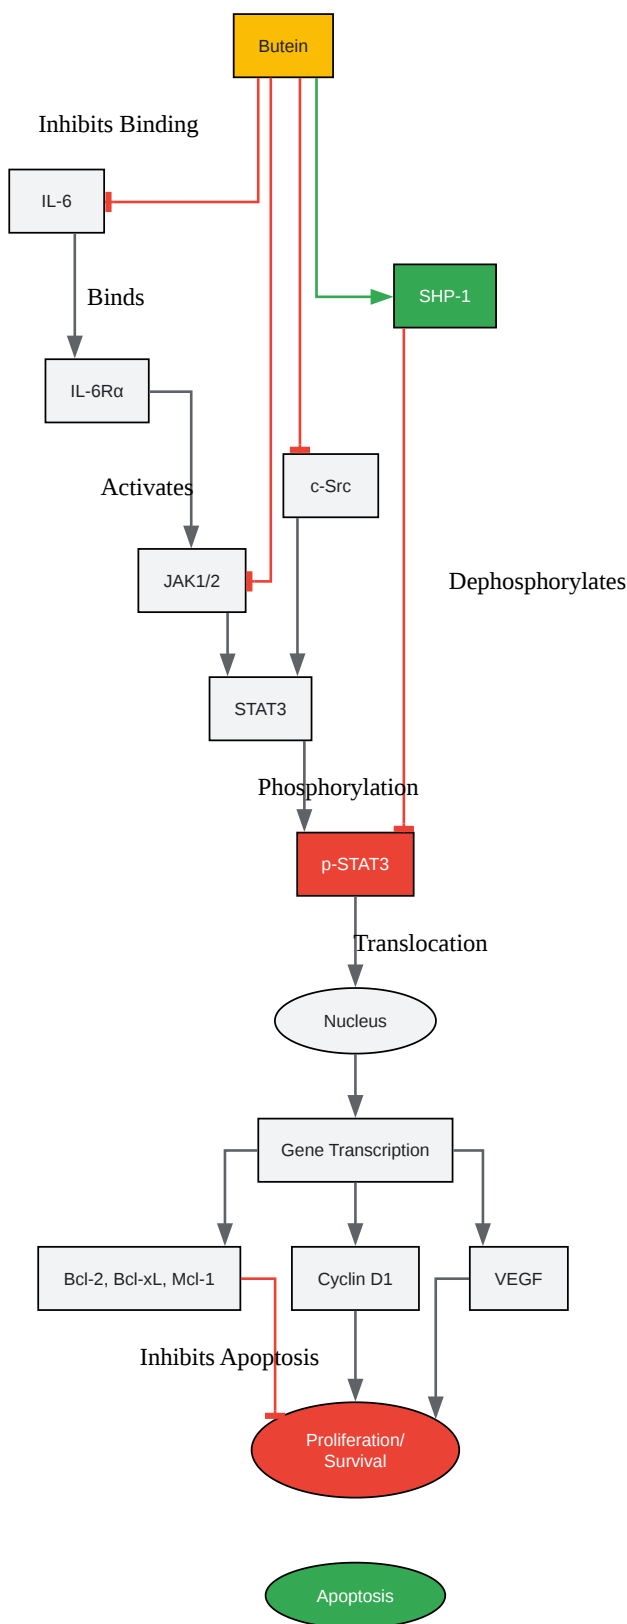 Butein
Inhibits Binding
IL-6
SHP-1
Binds
IL-6Rα
Activates
c-Src
JAK1/2
Dephosphorylates
STAT3
Phosphorylation
p-STAT3
Translocation
Nucleus
Gene Transcription
Bcl-2, Bcl-xL, Mcl-1
Cyclin D1
VEGF
Inhibits Apoptosis
Proliferation/
Survival
Apoptosis